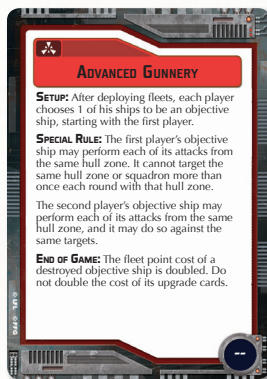 ADVANCED GUNNERY
SETUP: After deploying fleets, each player
chooses 1 of his ships to be an objective
ship, starting with the first player.
SPECIAL RULE: The first player's objective
ship may perform each of its attacks from
the same hull zone. It cannot target the
same hull zone or squadron more than
once each round with that hull zone.
The second player's objective ship may
perform each of its attacks from the same
hull zone, and it may do so against the
same targets.
END OF GAME: The fleet point cost of a
destroyed objective ship is doubled. Do
not double the cost of its upgrade cards.
© LFL © FFG
--